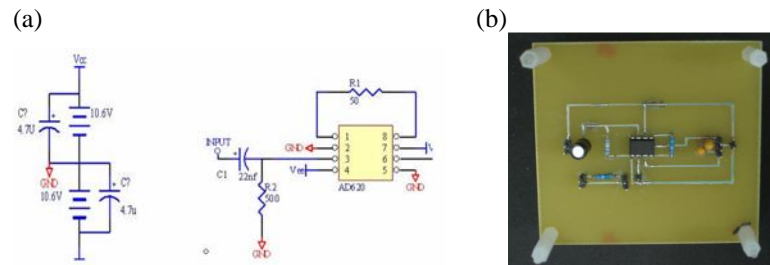 (a)
(b)
Vcc
C?
4.7U
10.6V
GND
10.6V
C?
4.7u
R1
50
INPUT
C1
22nf
R2
500
GND
GND
Vee
1
2
3
4
8
7
6
5
AD620
GND